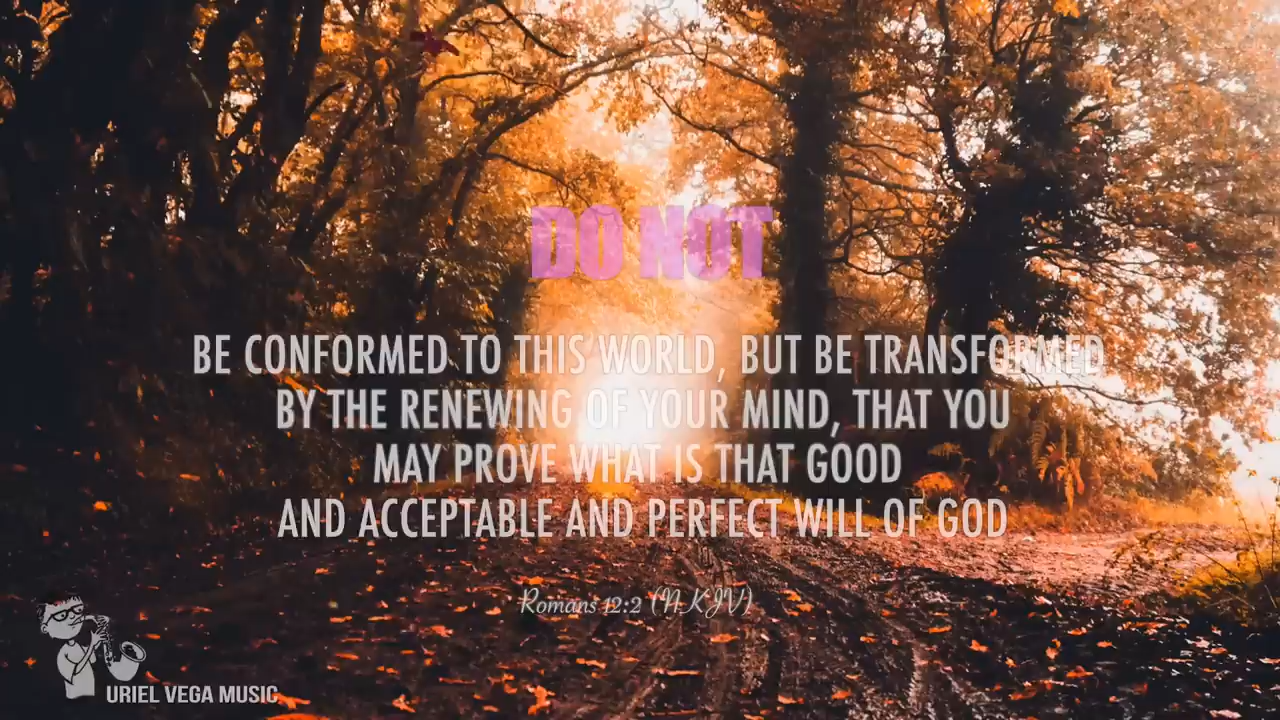 DO NOT
BE CONFORMED TO THIS WORLD, BUT BE TRANSFORMED
BY THE RENEWING OF YOUR MIND, THAT YOU
MAY PROVE WHAT IS THAT GOOD
AND ACCEPTABLE AND PERFECT WILL OF GOD
Romans 12:2 (NKJV)
URIEL VEGA MUSIC